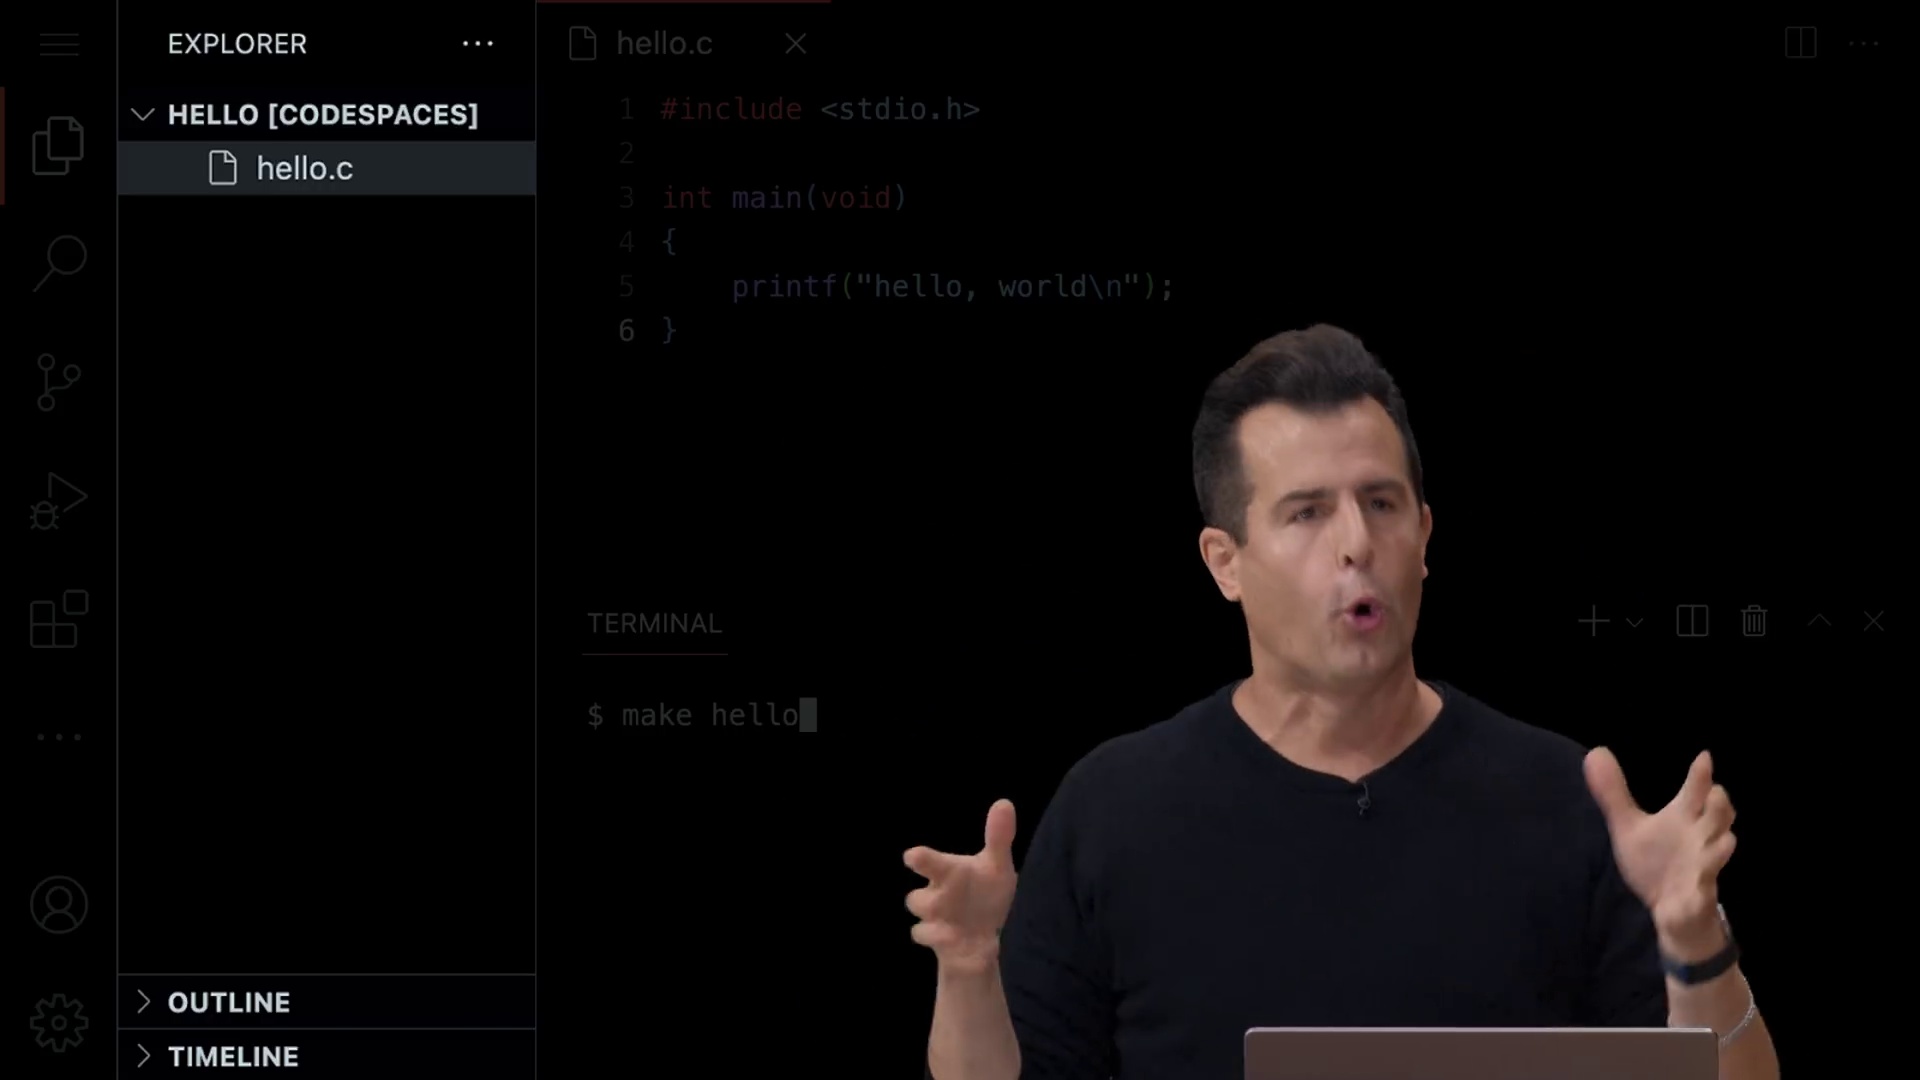 EXPLORER
HELLO [CODESPACES]
hello.c
OUTLINE
TIMELINE
hello.c
1 #include <stdio.h>
2
3 int main(void)
4 {
5     printf("hello, world\n");
6 }
TERMINAL
$ make hello